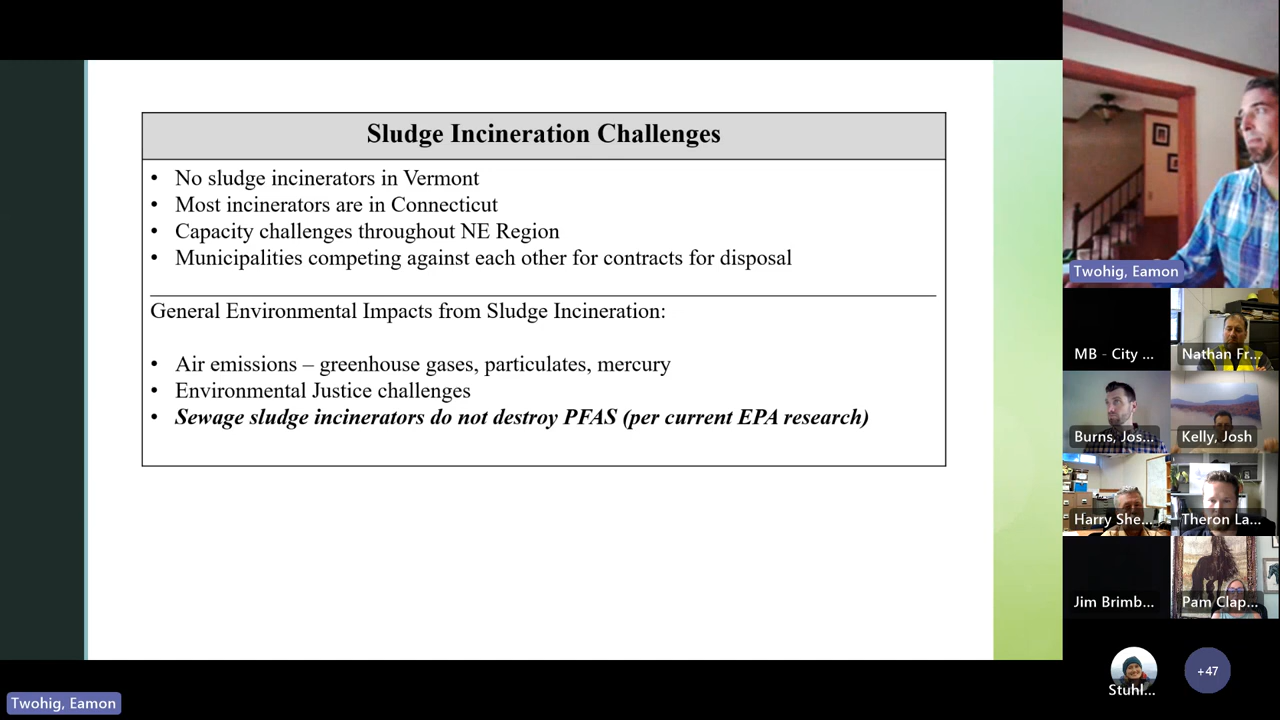 Sludge Incineration Challenges
• No sludge incinerators in Vermont
• Most incinerators are in Connecticut
• Capacity challenges throughout NE Region
• Municipalities competing against each other for contracts for disposal
General Environmental Impacts from Sludge Incineration:
• Air emissions – greenhouse gases, particulates, mercury
• Environmental Justice challenges
• Sewage sludge incinerators do not destroy PFAS (per current EPA research)
Twohig, Eamon
MB - City ...
Nathan Fr...
Burns, Jos...
Kelly, Josh
Harry She...
Theron La...
Jim Brimb...
Pam Clap...
Stuhl...
+47
Twohig, Eamon